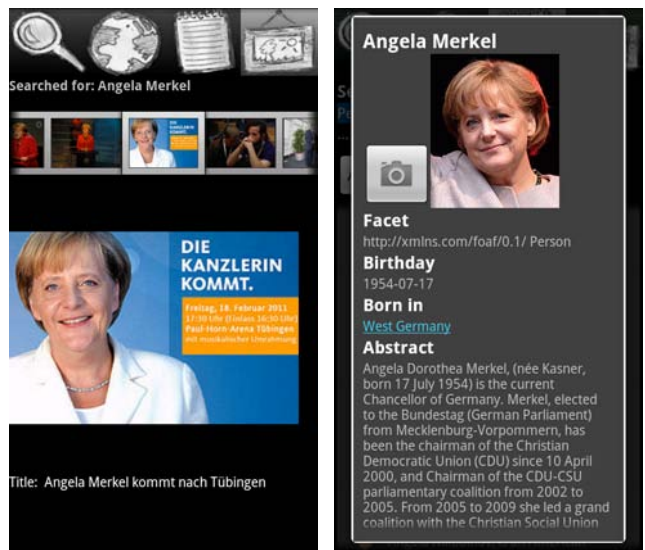 Searched for: Angela Merkel
DIE
KANZLERIN
KOMMT.
DIE
KANZLERIN
KOMMT.
Freitag, 18. Februar 2011
17:30 Uhr (Einlass 16:30 Uhr)
Paul-Horn-Arena Tübingen
mit musikalischer Umrahmung
Title: Angela Merkel kommt nach Tübingen
Angela Merkel
Facet
http://xmlns.com/foaf/0.1/ Person
Birthday
1954-07-17
Born in
West Germany
Abstract
Angela Dorothea Merkel, (née Kasner,
born 17 July 1954) is the current
Chancellor of Germany. Merkel, elected
to the Bundestag (German Parliament)
from Mecklenburg-Vorpommern, has
been the chairman of the Christian
Democratic Union (CDU) since 10 April
2000, and Chairman of the CDU-CSU
parliamentary coalition from 2002 to
2005. From 2005 to 2009 she led a grand
coalition with the Christian Social Union